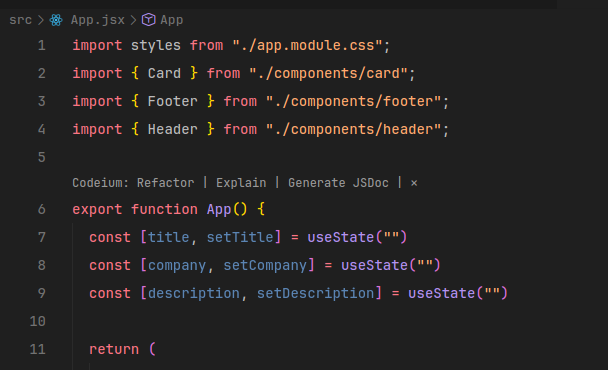 src > App.jsx > App
1 import styles from "./app.module.css";
2 import { Card } from "./components/card";
3 import { Footer } from "./components/footer";
4 import { Header } from "./components/header";
5
Codeium: Refactor | Explain | Generate JSDoc | ×
6 export function App() {
7 const [title, setTitle] = useState("")
8 const [company, setCompany] = useState("")
9 const [description, setDescription] = useState("")
10
11 return (